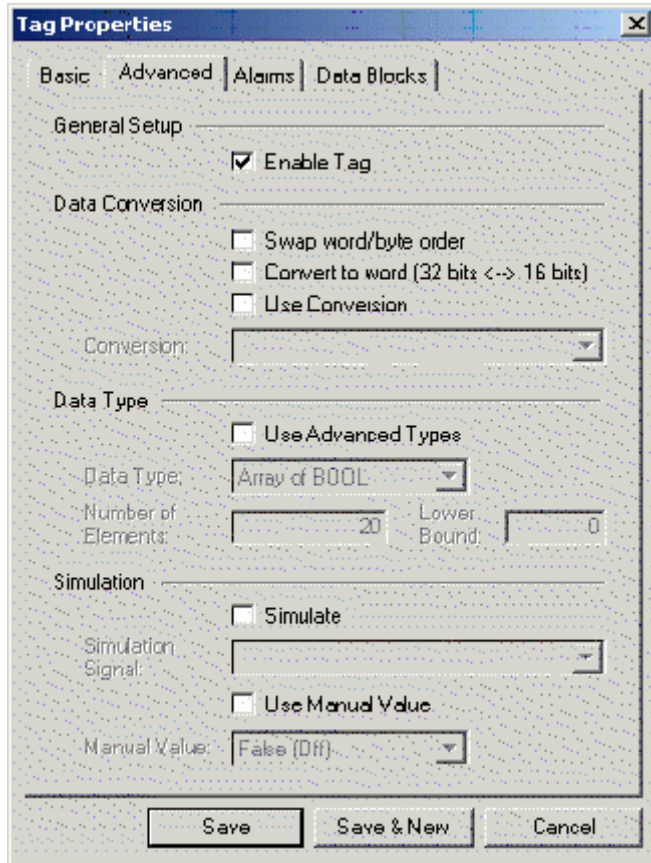 Tag Properties
Basic Advanced Alarms Data Blocks
General Setup
Enable Tag
Data Conversion
Swap word/byte order
Convert to word (32 bits <--> 16 bits)
Use Conversion
Conversion:
Data Type
Use Advanced Types
Data Type: Array of BOOL
Number of Elements: 20 Lower Bound: 0
Simulation
Simulate
Simulation Signal:
Use Manual Value
Manual Value: False (Off)
Save Save & New Cancel